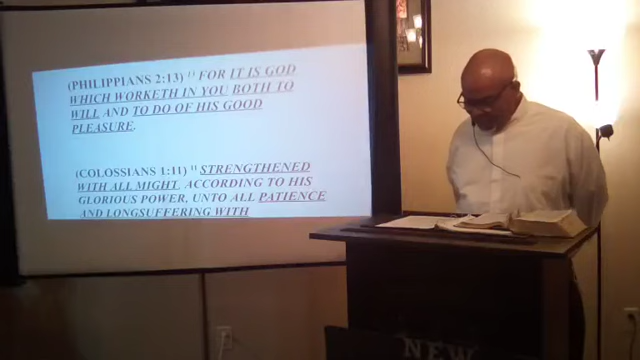 (PHILIPPIANS 2:13) ¹³ FOR IT IS GOD
WHICH WORKETH IN YOU BOTH TO
WILL AND TO DO OF HIS GOOD
PLEASURE.
(COLOSSIANS 1:11) ¹¹ STRENGTHENED
WITH ALL MIGHT, ACCORDING TO HIS
GLORIOUS POWER, UNTO ALL PATIENCE
AND LONGSUFFERING WITH
NEW